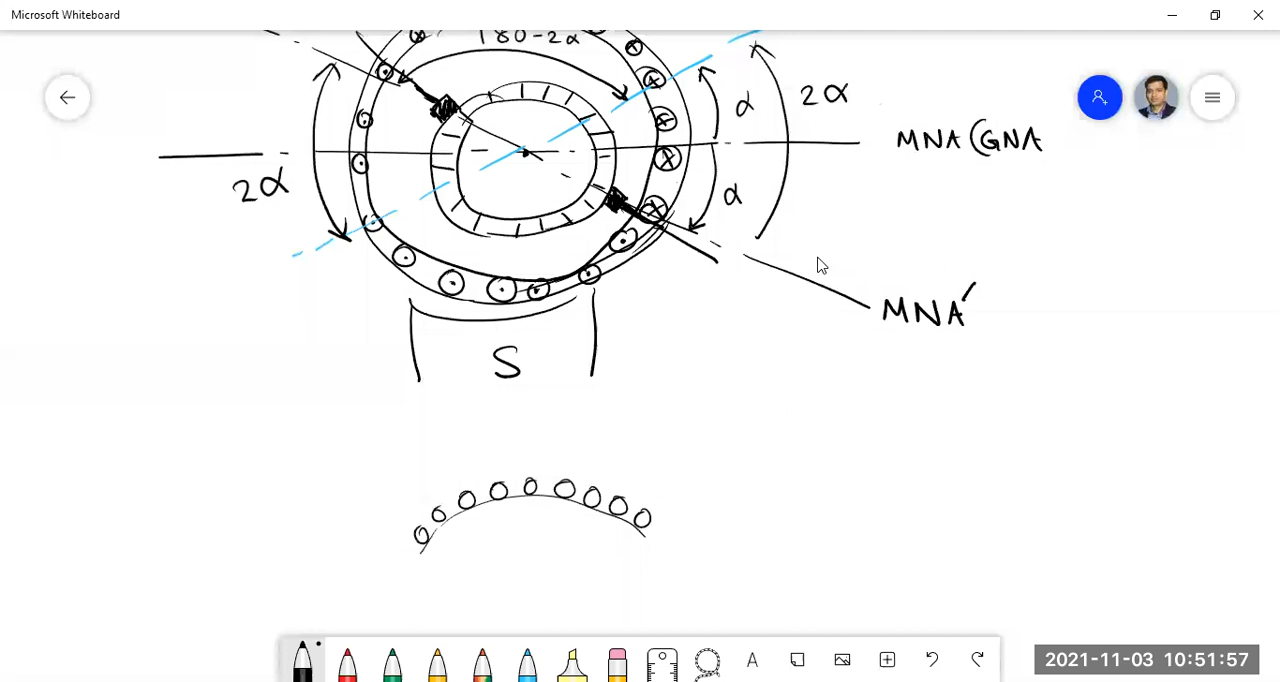 Microsoft Whiteboard
180-2α
α
2α
MNA (GNA
2α
α
MNA′
S
A
2021-11-03 10:51:57